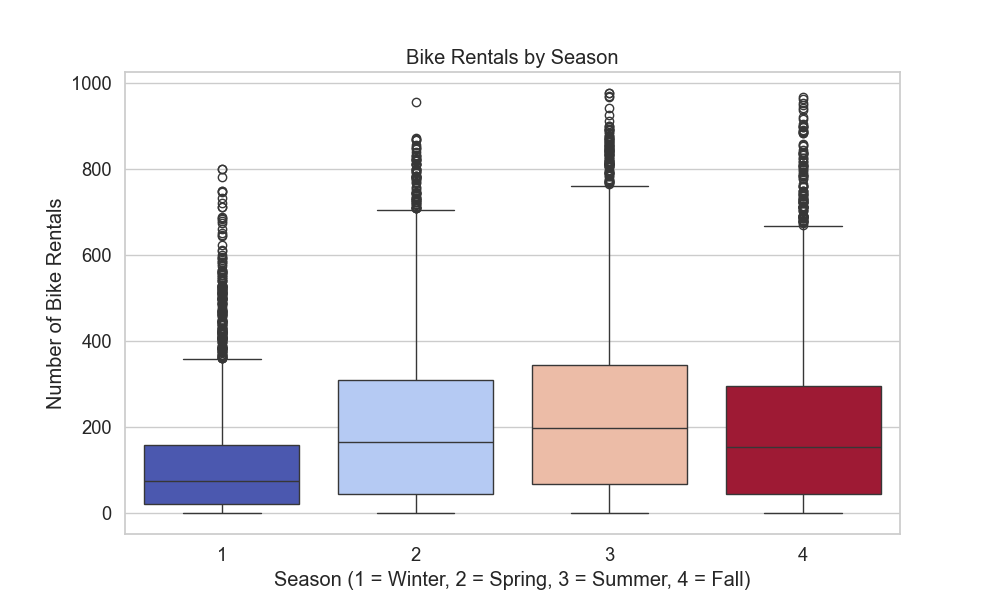 Bike Rentals by Season
1000
800
600
400
200
0
Number of Bike Rentals
1 2 3 4
Season (1 = Winter, 2 = Spring, 3 = Summer, 4 = Fall)